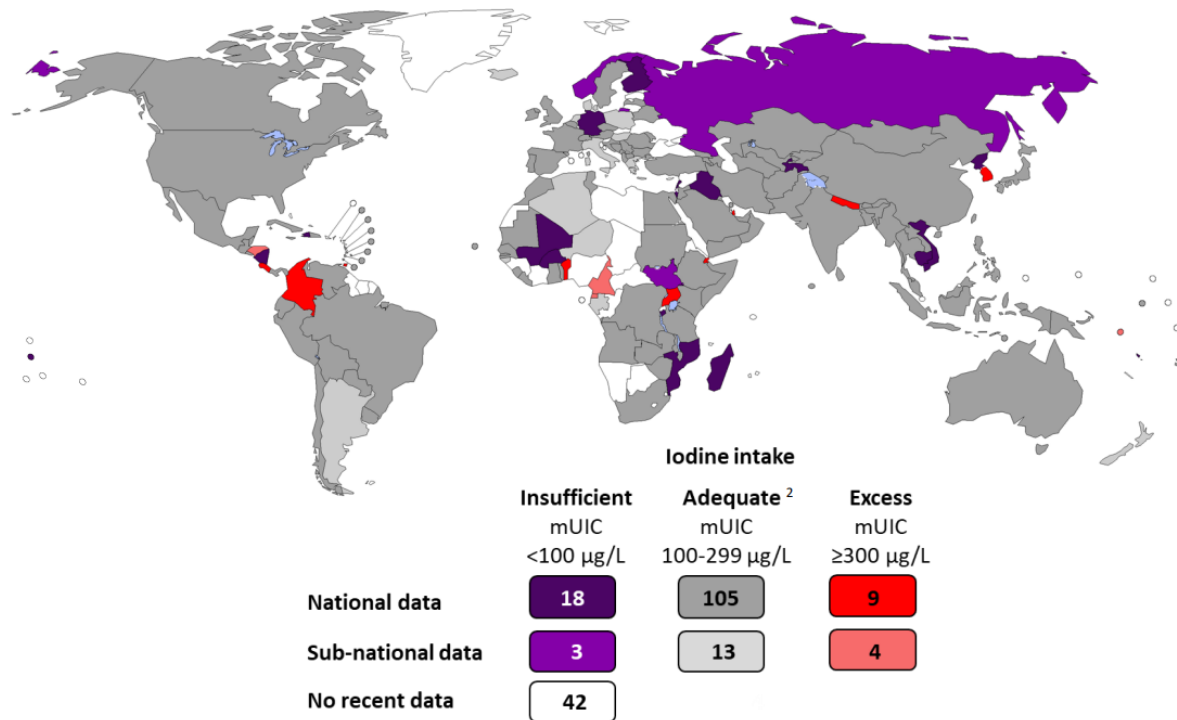 Iodine intake
Insufficient Adequate 2 Excess
mUIC mUIC mUIC
<100 µg/L 100-299 µg/L ≥300 µg/L
National data 18 105 9
Sub-national data 3 13 4
No recent data 42